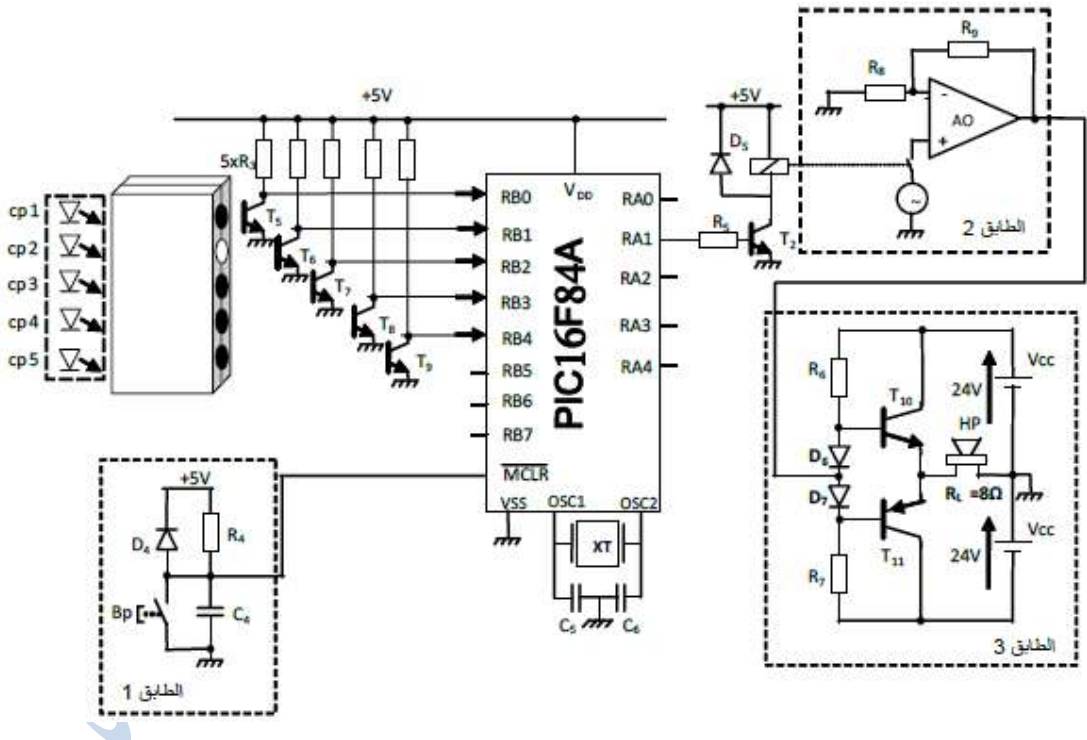 R₉
R₈
-
AO
+
الطابق 2
+5V
5xR₃
cp1
cp2
cp3
cp4
cp5
T₅
T₆
T₇
T₈
T₉
PIC16F84A
V_DD
RB0
RB1
RB2
RB3
RB4
RB5
RB6
RB7
MCLR
VSS
OSC1
OSC2
RA0
RA1
RA2
RA3
RA4
XT
C₅
C₆
+5V
D₅
R₅
T₂
+5V
D₄
R₄
Bp
C₄
الطابق 1
R₆
T₁₀
24V
Vcc
HP
D₆
D₇
R_L =8Ω
T₁₁
R₇
24V
Vcc
الطابق 3